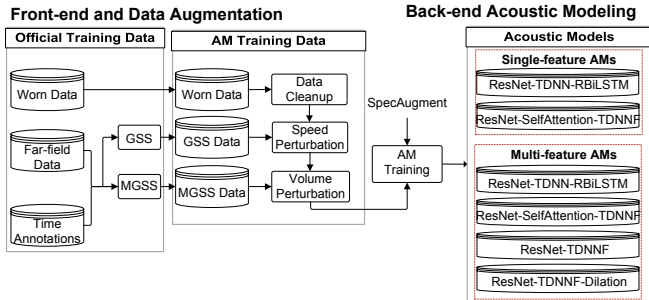 Front-end and Data Augmentation
Back-end Acoustic Modeling
Official Training Data
AM Training Data
Acoustic Models
Worn Data
Far-field
Data
Time
Annotations
GSS
MGSS
Worn Data
GSS Data
MGSS Data
Data
Cleanup
Speed
Perturbation
Volume
Perturbation
SpecAugment
AM
Training
Single-feature AMs
ResNet-TDNN-RBiLSTM
ResNet-SelfAttention-TDNNF
Multi-feature AMs
ResNet-TDNN-RBiLSTM
ResNet-SelfAttention-TDNNF
ResNet-TDNNF
ResNet-TDNNF-Dilation